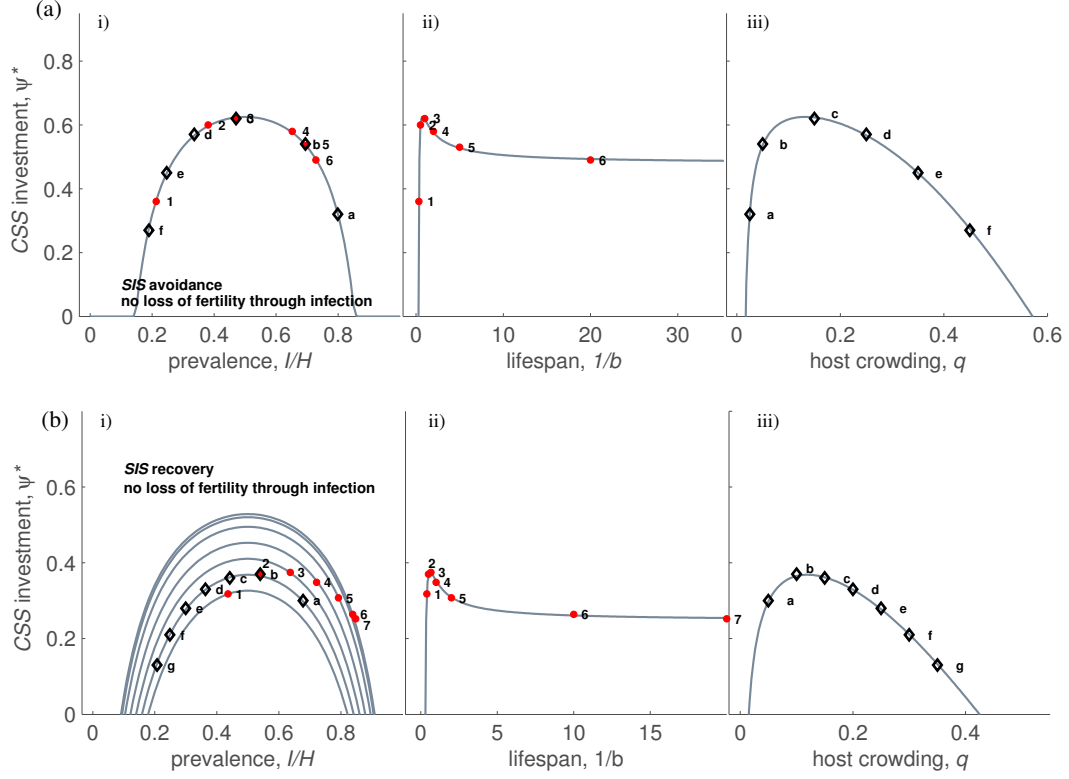 (a)
i)
ii)
iii)
CSS investment, ψ*
0.8
0.6
0.4
0.2
0
1
2
3
c
4
b 5
6
a
d
e
f
SIS avoidance
no loss of fertility through infection
0 0.2 0.4 0.6 0.8
prevalence, I/H
1
2
3
4
5
6
0 10 20 30
lifespan, 1/b
a
b
c
d
e
f
0 0.2 0.4 0.6
host crowding, q
(b)
i)
ii)
iii)
CSS investment, ψ*
0.6
0.4
0.2
0
SIS recovery
no loss of fertility through infection
2
b
3
4
c
d
e
1
a
5
6
7
f
g
0 0.2 0.4 0.6 0.8
prevalence, I/H
2
3
4
1
5
6
7
0 5 10 15
lifespan, 1/b
b
c
a
d
e
f
g
0 0.2 0.4
host crowding, q